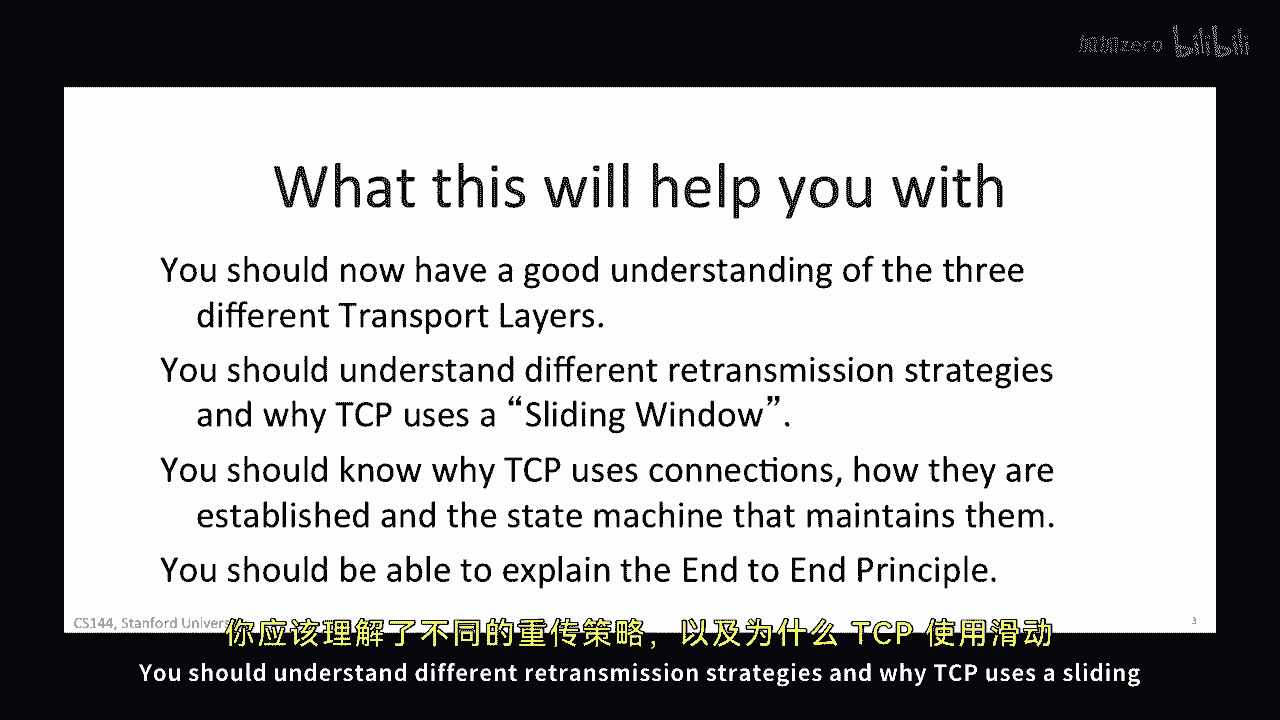 加加zero bilibili
What this will help you with
You should now have a good understanding of the three
different Transport Layers.
You should understand different retransmission strategies
and why TCP uses a “Sliding Window”.
You should know why TCP uses connections, how they are
established and the state machine that maintains them.
You should be able to explain the End to End Principle.
CS144, Stanford Univers
3
你应该理解了不同的重传策略，以及为什么 TCP 使用滑动
You should understand different retransmission strategies and why TCP uses a sliding